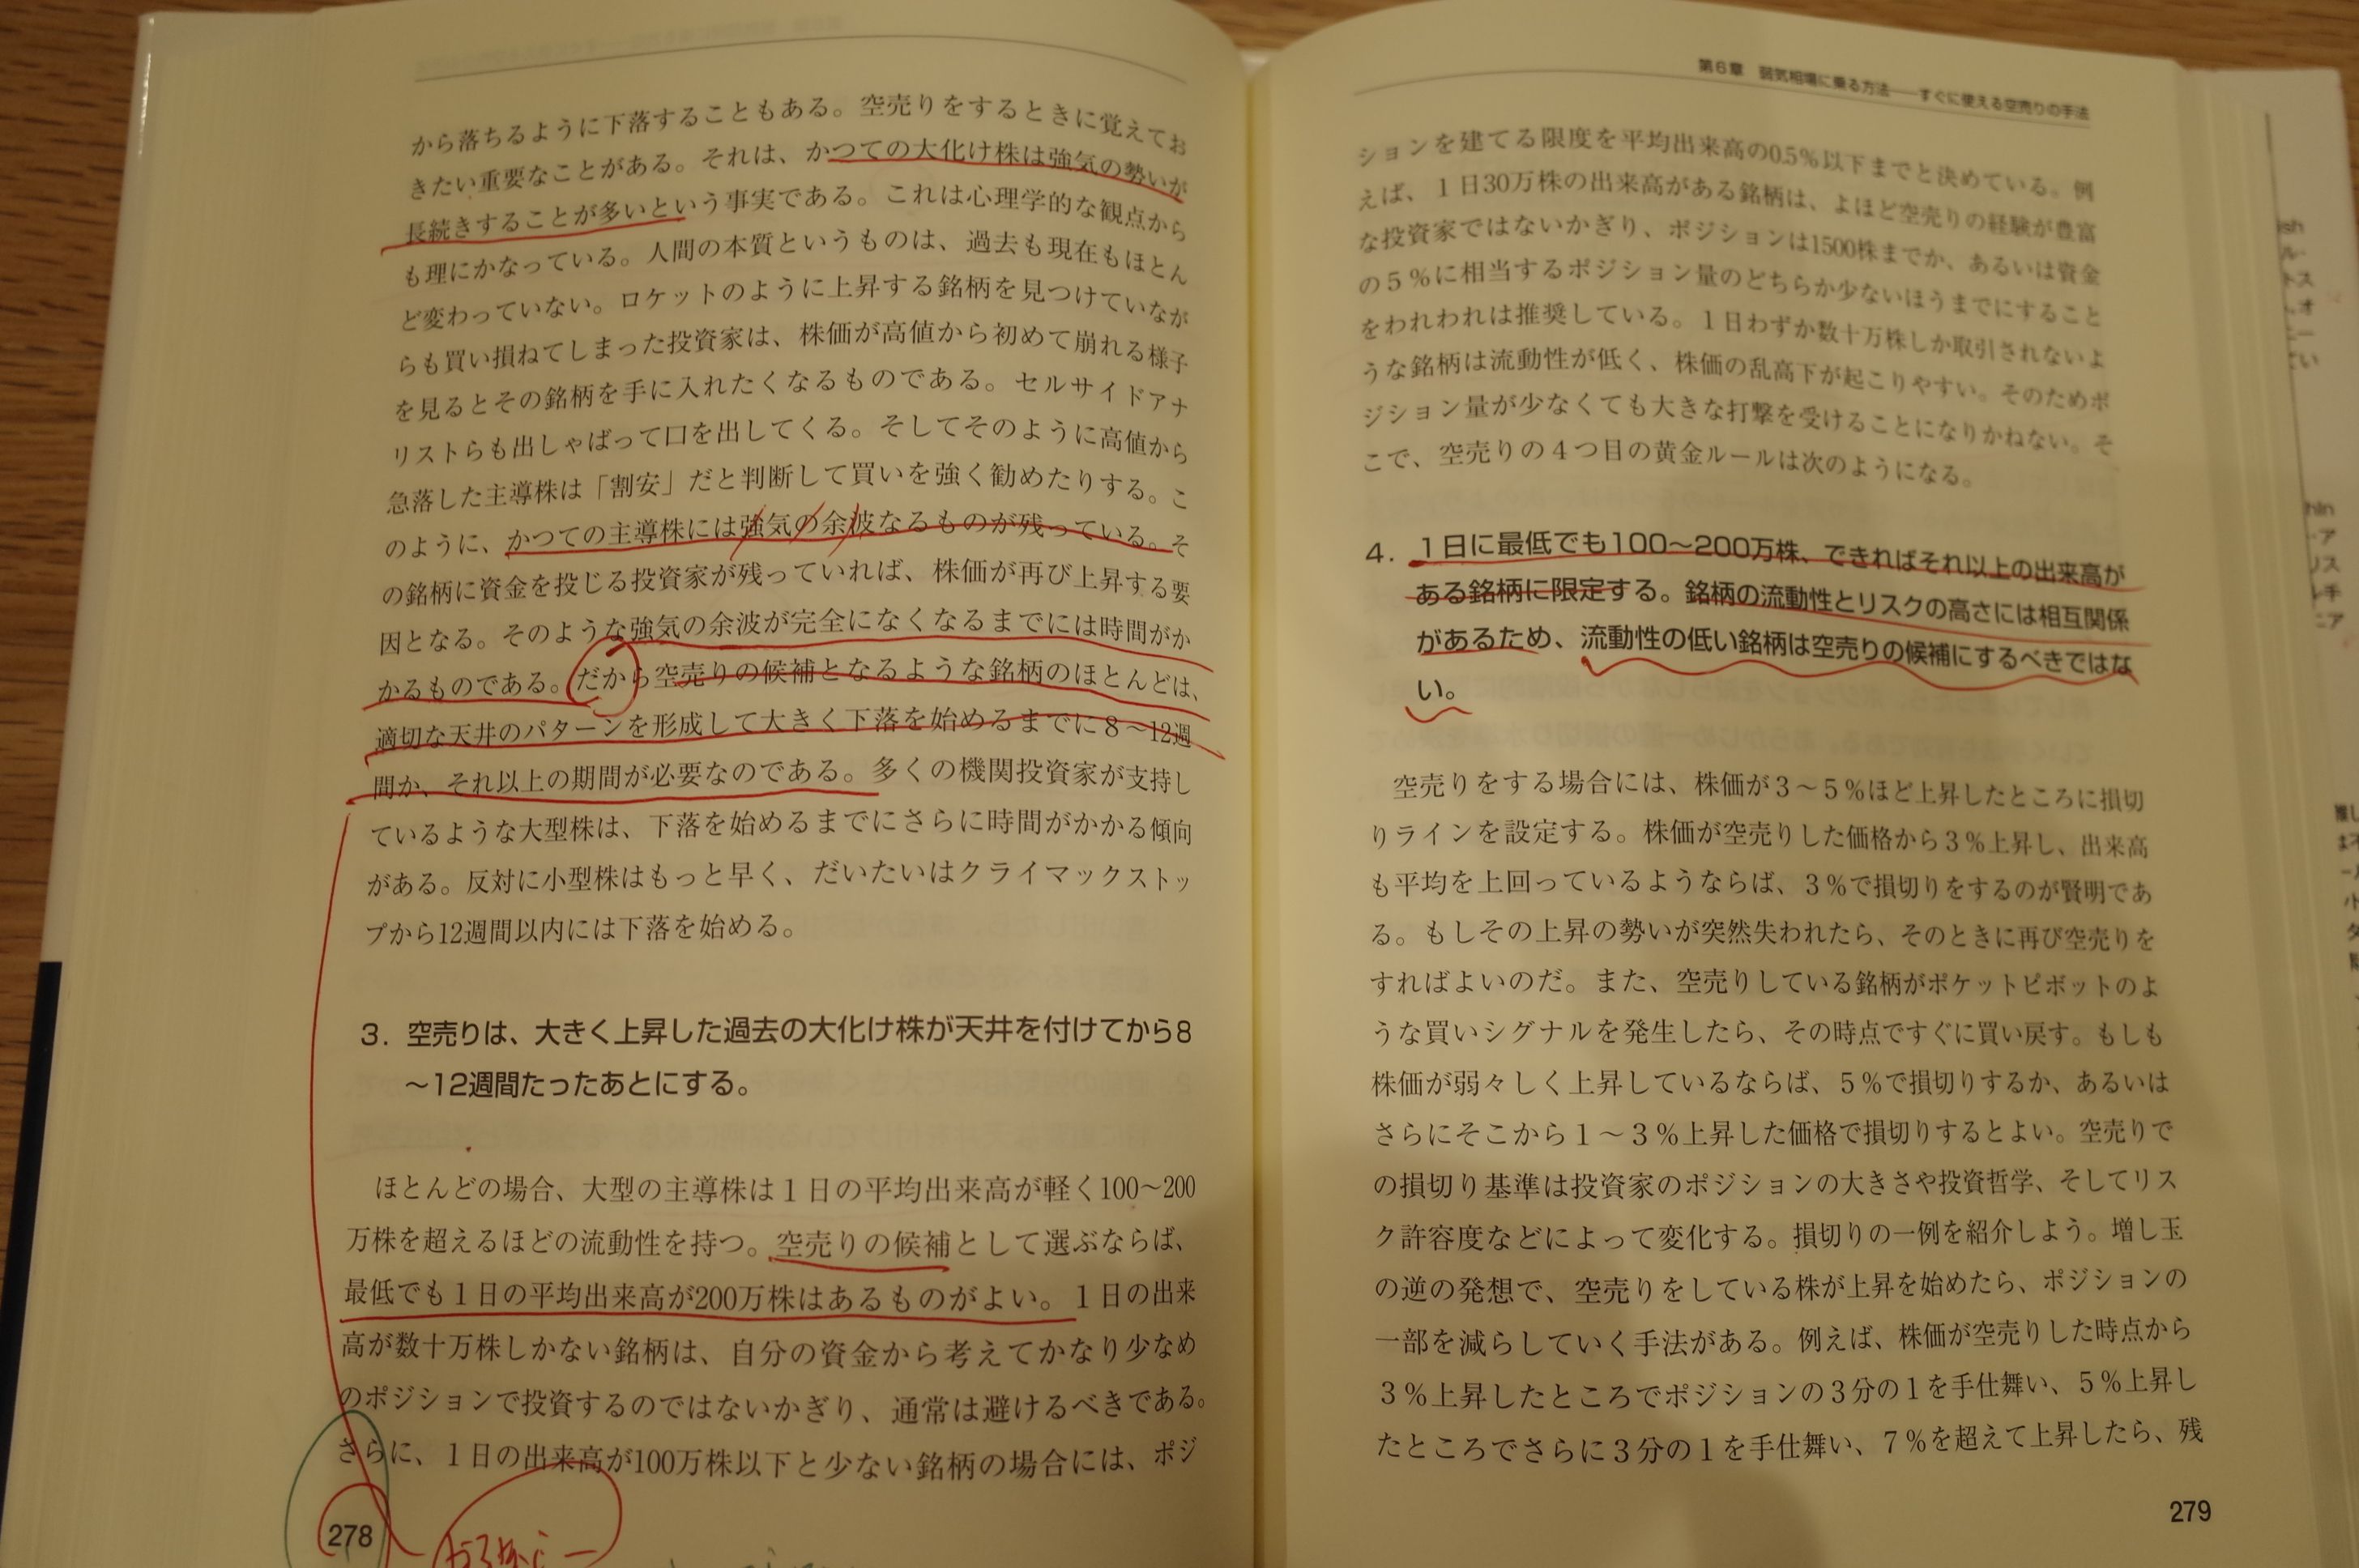 から落ちるように下落することもある。空売りをするときに覚えてお
きたい重要なことがある。それは、かつての大化け株は強気の勢いが
長続きすることが多いという事実である。これは心理学的な観点から
も理にかなっている。人間の本質というものは、過去も現在もほとん
ど変わっていない。ロケットのように上昇する銘柄を見つけていなが
らも買い損ねてしまった投資家は、株価が高値から初めて崩れる様子
を見るとその銘柄を手に入れたくなるものである。セルサイドアナ
リストらも出しゃばって口を出してくる。そしてそのように高値から
急落した主導株は「割安」だと判断して買いを強く勧めたりする。こ
のように、かつての主導株には強気の余波なるものが残っている。そ
の銘柄に資金を投じる投資家が残っていれば、株価が再び上昇する要
因となる。そのような強気の余波が完全になくなるまでには時間がか
かるものである。だから空売りの候補となるような銘柄のほとんどは、
適切な天井のパターンを形成して大きく下落を始めるまでに8～12週
間か、それ以上の期間が必要なのである。多くの機関投資家が支持し
ているような大型株は、下落を始めるまでにさらに時間がかかる傾向
がある。反対に小型株はもっと早く、だいたいはクライマックストッ
プから12週間以内には下落を始める。
3．空売りは、大きく上昇した過去の大化け株が天井を付けてから8
～12週間たったあとにする。
ほとんどの場合、大型の主導株は1日の平均出来高が軽く100～200
万株を超えるほどの流動性を持つ。空売りの候補として選ぶならば、
最低でも1日の平均出来高が200万株はあるものがよい。1日の出来
高が数十万株しかない銘柄は、自分の資金から考えてかなり少なめ
のポジションで投資するのではないかぎり、通常は避けるべきである。
さらに、1日の出来高が100万株以下と少ない銘柄の場合には、ポジ
278
第6章　弱気相場に乗る方法――すぐに使える空売りの手法
ションを建てる限度を平均出来高の0.5％以下までと決めている。例
えば、1日30万株の出来高がある銘柄は、よほど空売りの経験が豊富
な投資家ではないかぎり、ポジションは1500株までか、あるいは資金
の5％に相当するポジション量のどちらか少ないほうまでにすること
をわれわれは推奨している。1日わずか数十万株しか取引されないよ
うな銘柄は流動性が低く、株価の乱高下が起こりやすい。そのためポ
ジション量が少なくても大きな打撃を受けることになりかねない。そ
こで、空売りの4つ目の黄金ルールは次のようになる。
4．1日に最低でも100～200万株、できればそれ以上の出来高が
ある銘柄に限定する。銘柄の流動性とリスクの高さには相互関係
があるため、流動性の低い銘柄は空売りの候補にするべきではな
い。
空売りをする場合には、株価が3～5％ほど上昇したところに損切
りラインを設定する。株価が空売りした価格から3％上昇し、出来高
も平均を上回っているようならば、3％で損切りをするのが賢明であ
る。もしその上昇の勢いが突然失われたら、そのときに再び空売りを
すればよいのだ。また、空売りしている銘柄がポケットピボットのよ
うな買いシグナルを発生したら、その時点ですぐに買い戻す。もしも
株価が弱々しく上昇しているならば、5％で損切りするか、あるいは
さらにそこから1～3％上昇した価格で損切りするとよい。空売りで
の損切り基準は投資家のポジションの大きさや投資哲学、そしてリス
ク許容度などによって変化する。損切りの一例を紹介しよう。増し玉
の逆の発想で、空売りをしている株が上昇を始めたら、ポジションの
一部を減らしていく手法がある。例えば、株価が空売りした時点から
3％上昇したところでポジションの3分の1を手仕舞い、5％上昇し
たところでさらに3分の1を手仕舞い、7％を超えて上昇したら、残
279